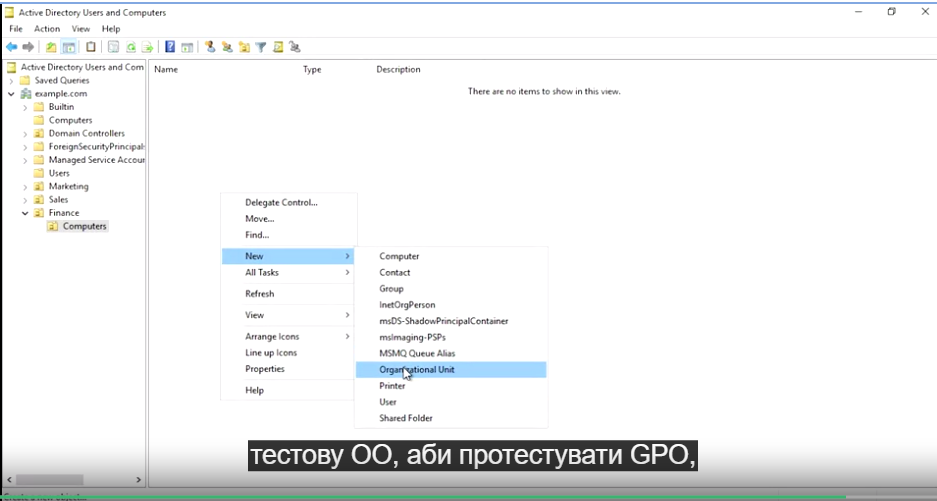 Active Directory Users and Computers
File Action View Help
Active Directory Users and Com
Saved Queries
example.com
Builtin
Computers
Domain Controllers
ForeignSecurityPrincipals
Managed Service Accour
Users
Marketing
Sales
Finance
Computers
Name Type Description
There are no items to show in this view.
Delegate Control...
Move...
Find...
New
All Tasks
Refresh
View
Arrange Icons
Line up Icons
Properties
Help
Computer
Contact
Group
InetOrgPerson
msDS-ShadowPrincipalContainer
msImaging-PSPs
MSMQ Queue Alias
Organizational Unit
Printer
User
Shared Folder
тестову ОО, аби протестувати GPO,